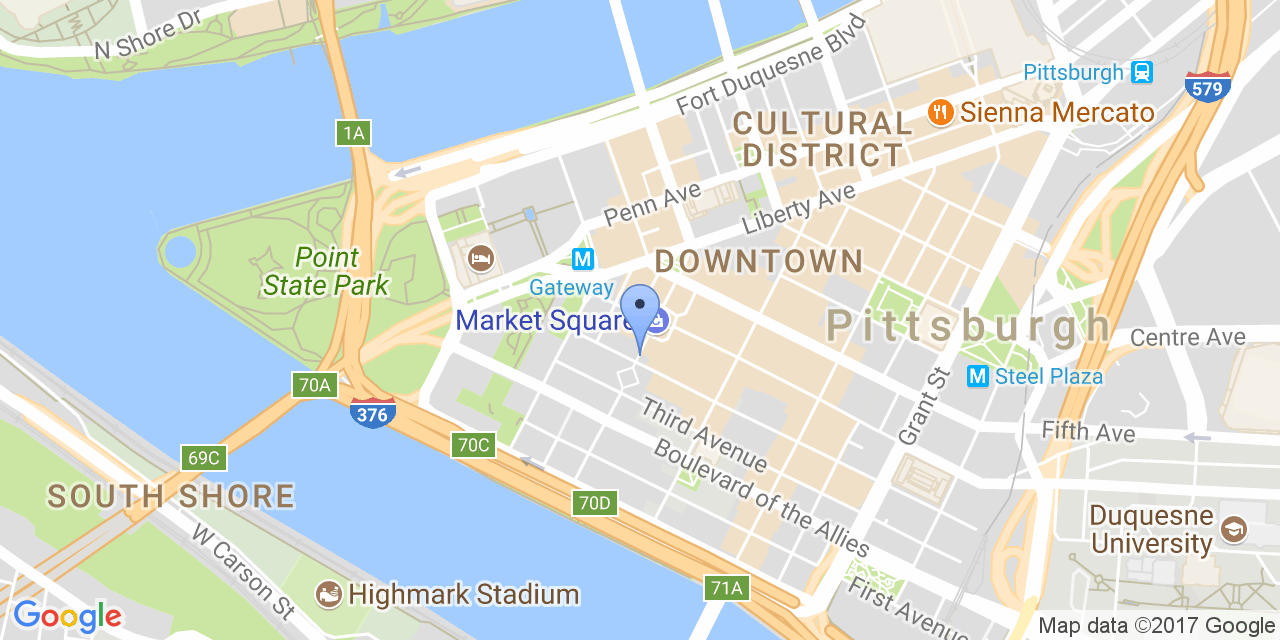 N Shore Dr
Fort Duquesne Blvd
Pittsburgh
579
Sienna Mercato
1A
CULTURAL
DISTRICT
Penn Ave
Liberty Ave
Point
State Park
M
Gateway
DOWNTOWN
Market Square
Pittsburgh
Centre Ave
M Steel Plaza
70A
376
Grant St
Third Avenue
Fifth Ave
70C
69C
Boulevard of the Allies
SOUTH SHORE
70D
Duquesne
University
W Carson St
Highmark Stadium
71A
First Avenue
Google
Map data ©2017 Google